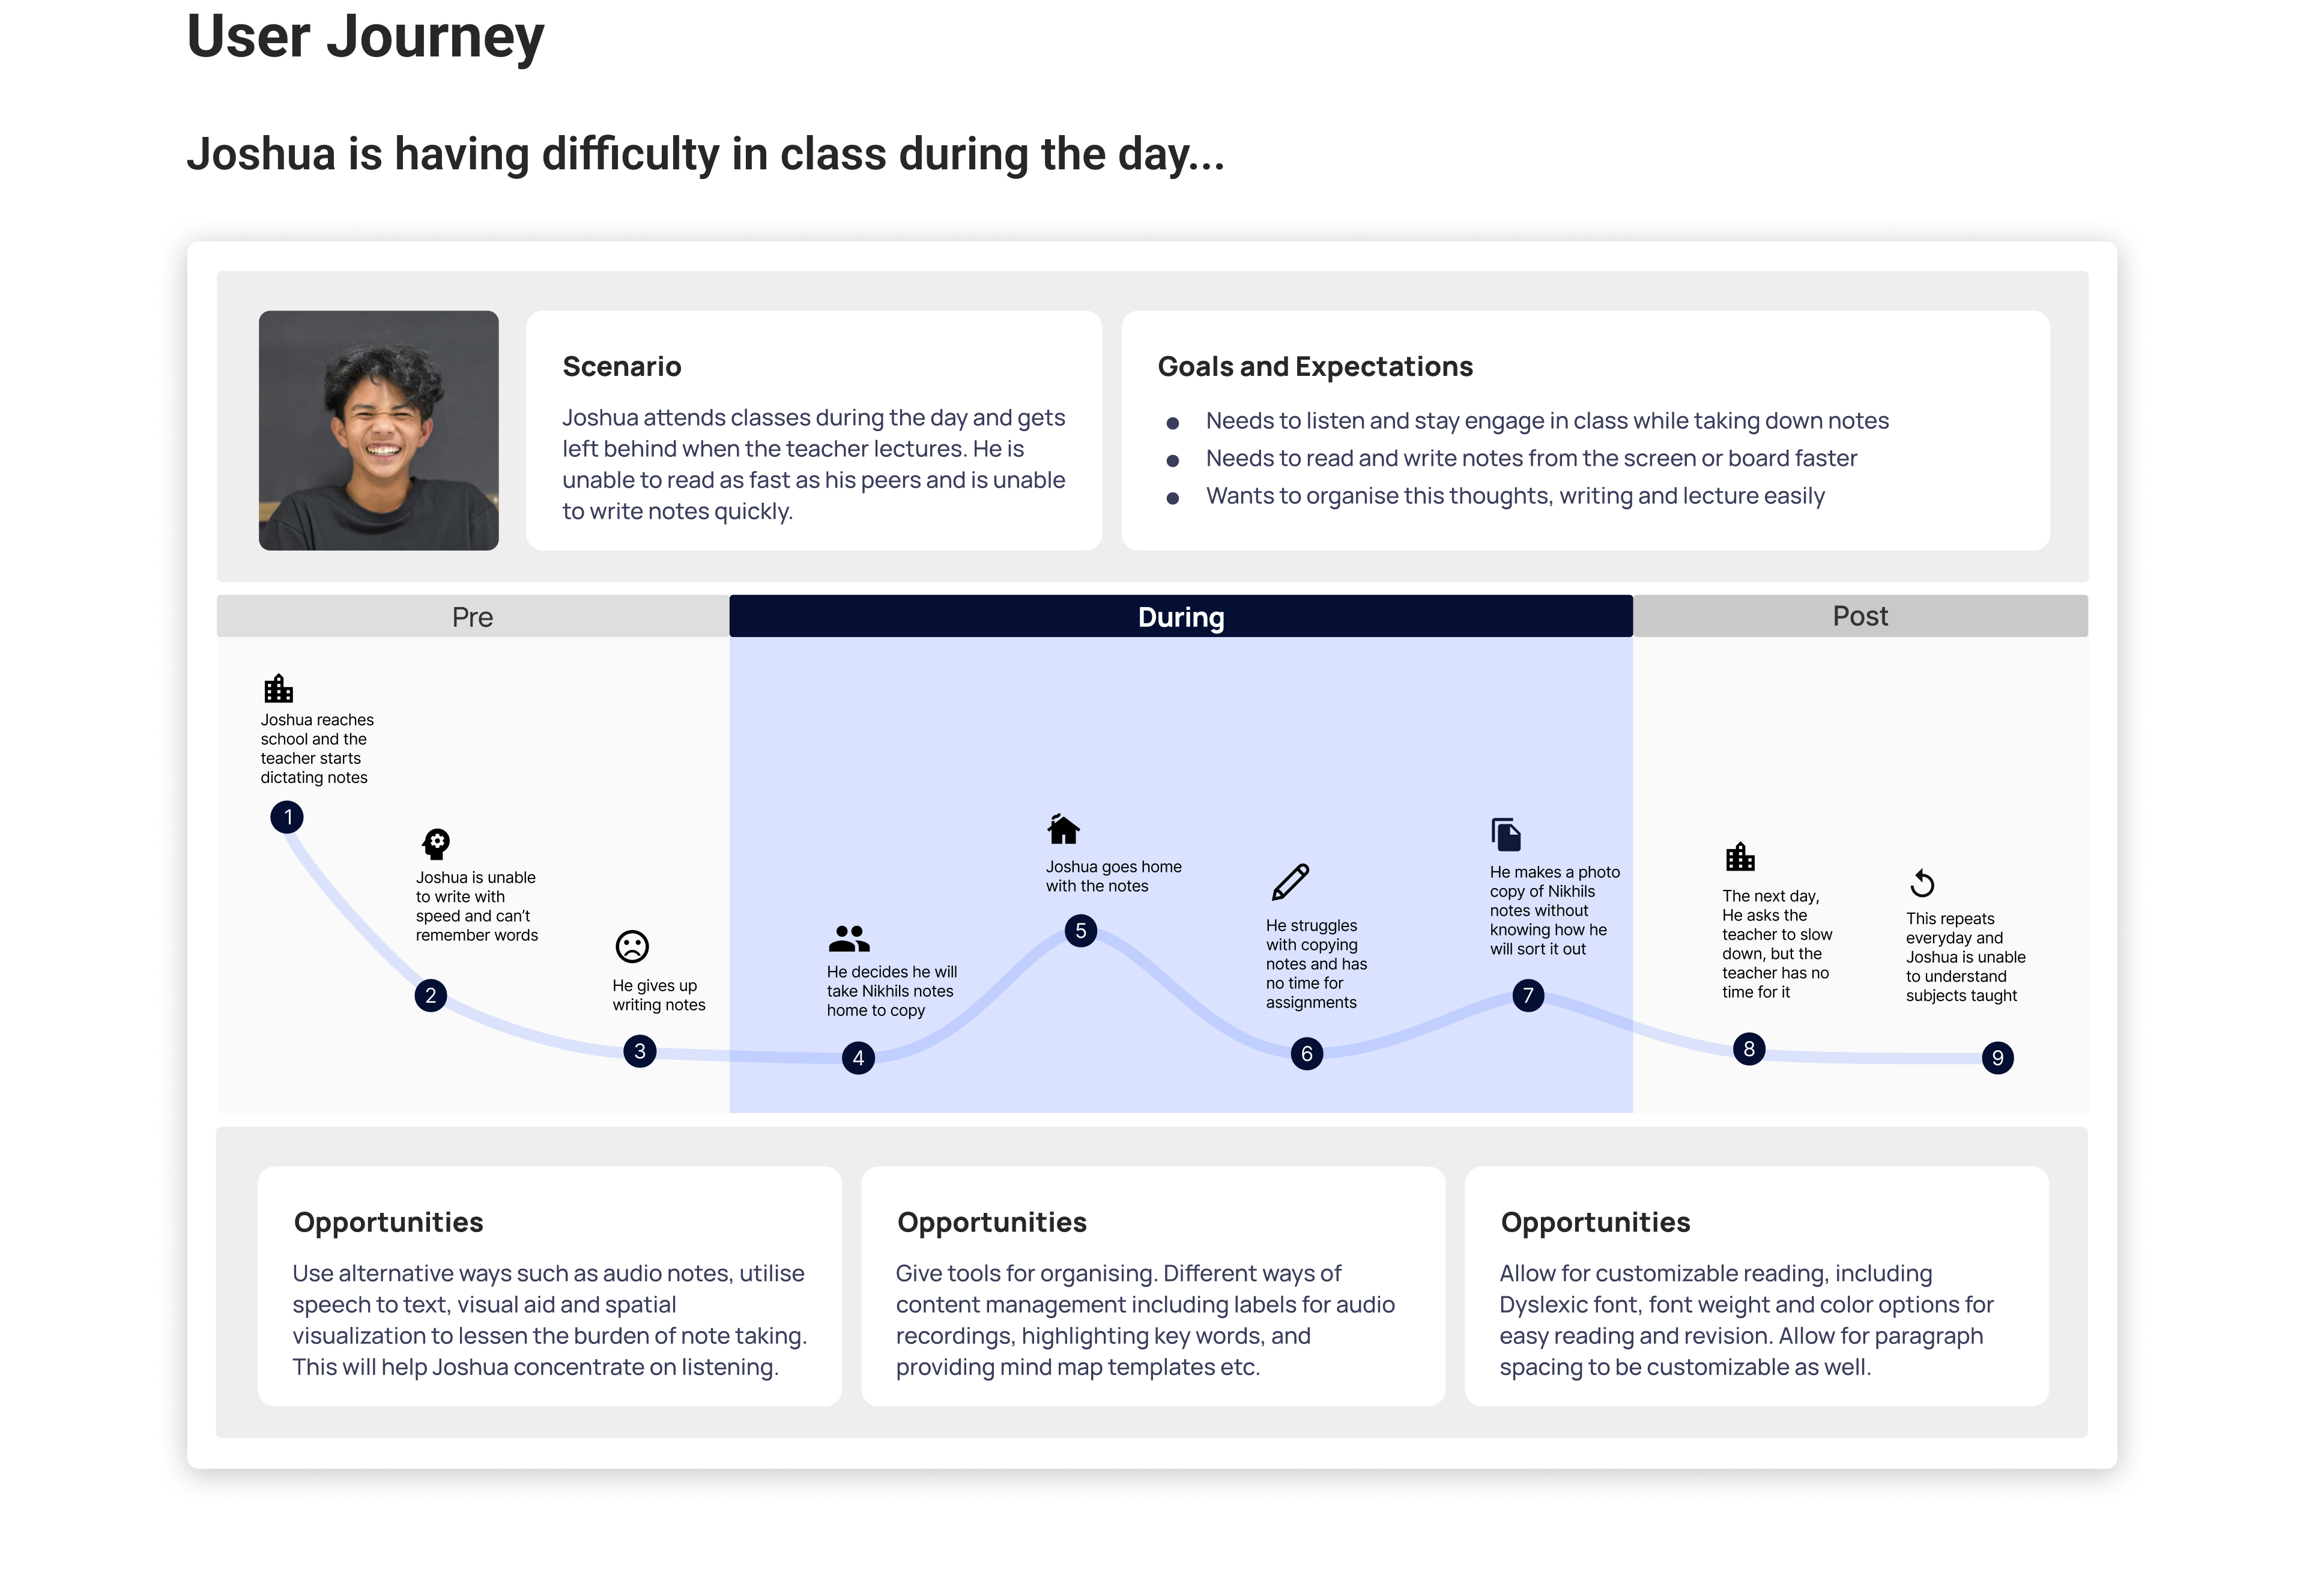 User Journey
Joshua is having difficulty in class during the day...
Scenario
Joshua attends classes during the day and gets
left behind when the teacher lectures. He is
unable to read as fast as his peers and is unable
to write notes quickly.
Goals and Expectations
● Needs to listen and stay engage in class while taking down notes
● Needs to read and write notes from the screen or board faster
● Wants to organise this thoughts, writing and lecture easily
Pre
During
Post
Joshua reaches
school and the
teacher starts
dictating notes
1
Joshua is unable
to write with
speed and can't
remember words
2
He gives up
writing notes
3
He decides he will
take Nikhils notes
home to copy
4
Joshua goes home
with the notes
5
He struggles
with copying
notes and has
no time for
assignments
6
He makes a photo
copy of Nikhils
notes without
knowing how he
will sort it out
7
The next day,
He asks the
teacher to slow
down, but the
teacher has no
time for it
8
This repeats
everyday and
Joshua is unable
to understand
subjects taught
9
Opportunities
Use alternative ways such as audio notes, utilise
speech to text, visual aid and spatial
visualization to lessen the burden of note taking.
This will help Joshua concentrate on listening.
Opportunities
Give tools for organising. Different ways of
content management including labels for audio
recordings, highlighting key words, and
providing mind map templates etc.
Opportunities
Allow for customizable reading, including
Dyslexic font, font weight and color options for
easy reading and revision. Allow for paragraph
spacing to be customizable as well.